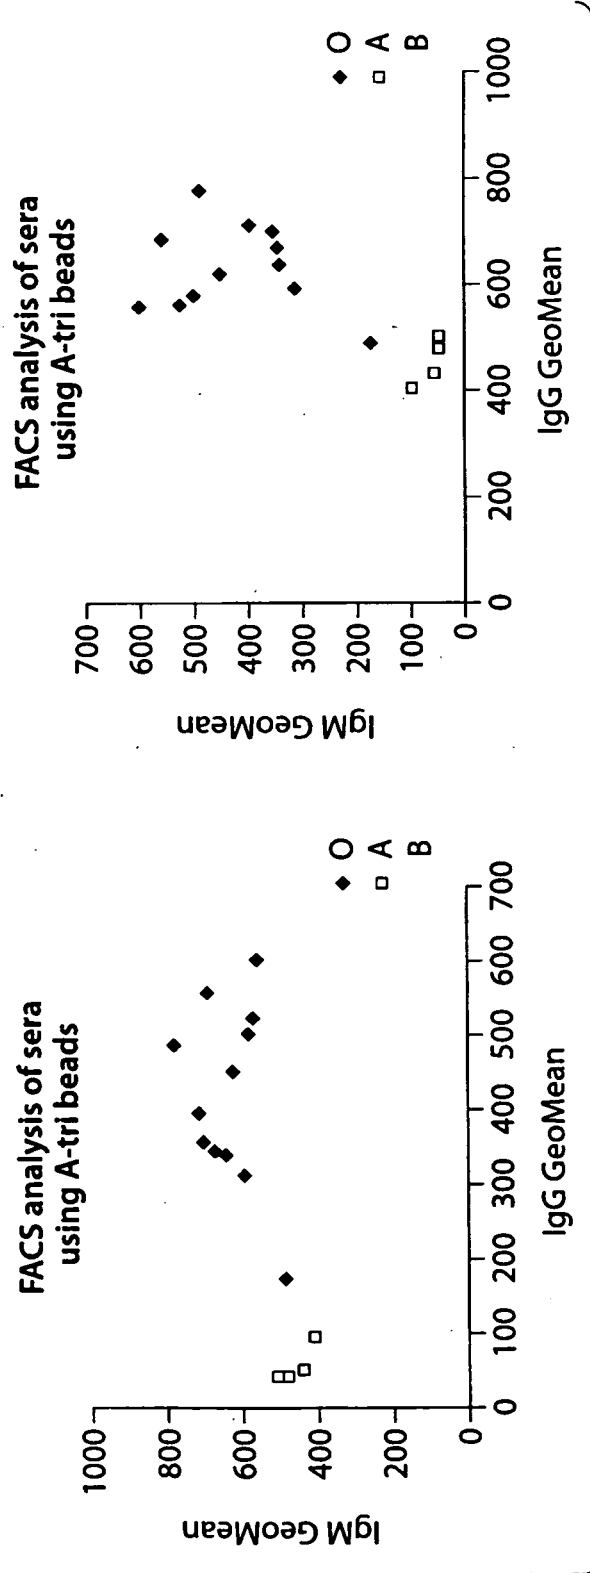 FACS analysis of sera
using A-tri beads
IgM GeoMean
1000
800
600
400
200
0
0
100
200
300
400
500
600
700
IgG GeoMean
O
A
B
FACS analysis of sera
using A-tri beads
IgM GeoMean
700
600
500
400
300
200
100
0
0
200
400
600
800
1000
IgG GeoMean
O
A
B